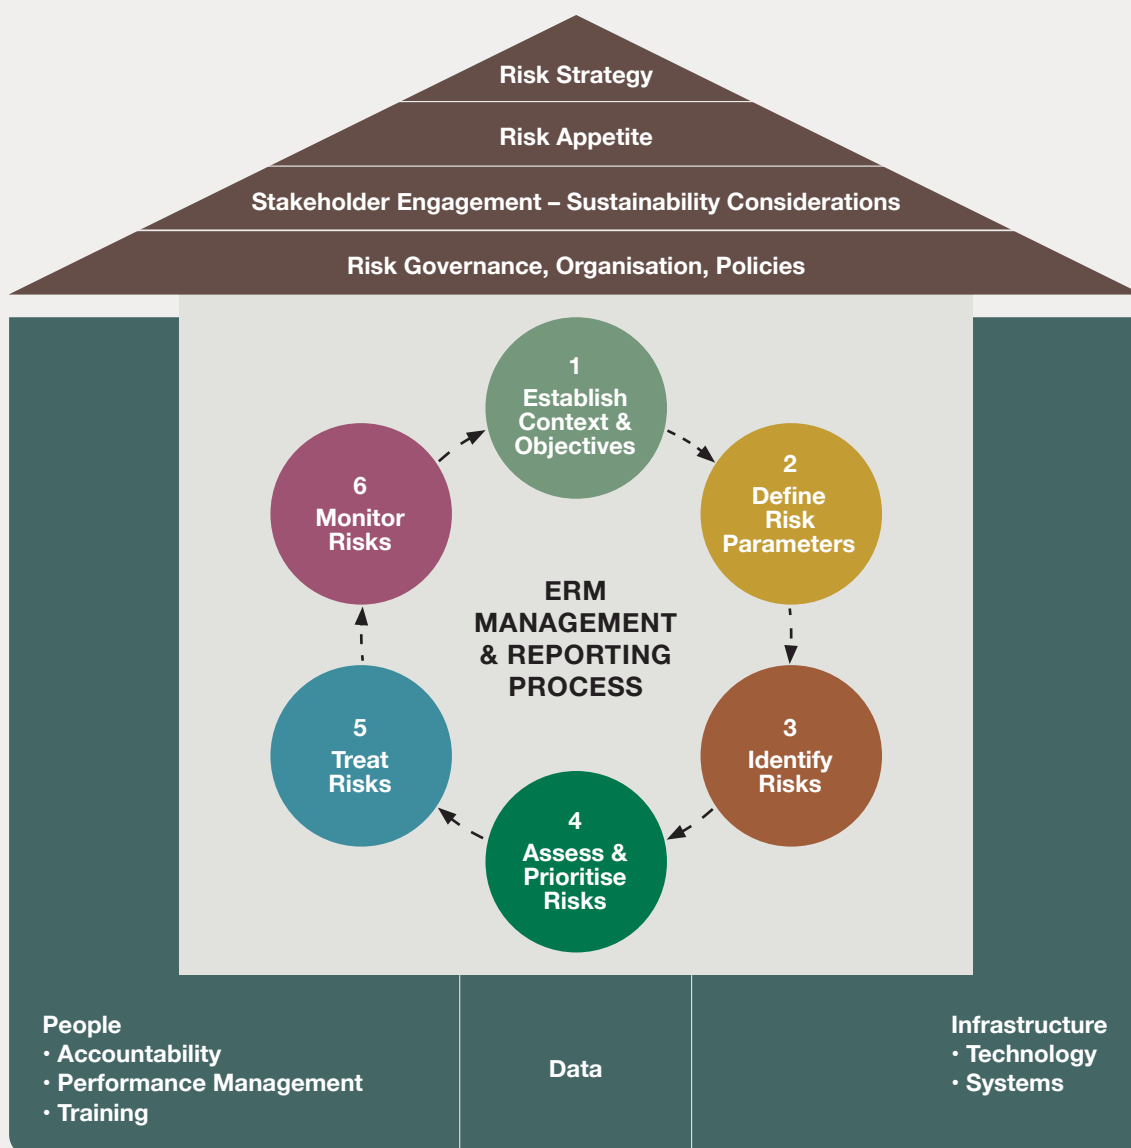 Risk Strategy
Risk Appetite
Stakeholder Engagement – Sustainability Considerations
Risk Governance, Organisation, Policies
1
Establish
Context &
Objectives
2
Define
Risk
Parameters
3
Identify
Risks
4
Assess &
Prioritise
Risks
5
Treat
Risks
6
Monitor
Risks
ERM
MANAGEMENT
& REPORTING
PROCESS
People
• Accountability
• Performance Management
• Training
Data
Infrastructure
• Technology
• Systems